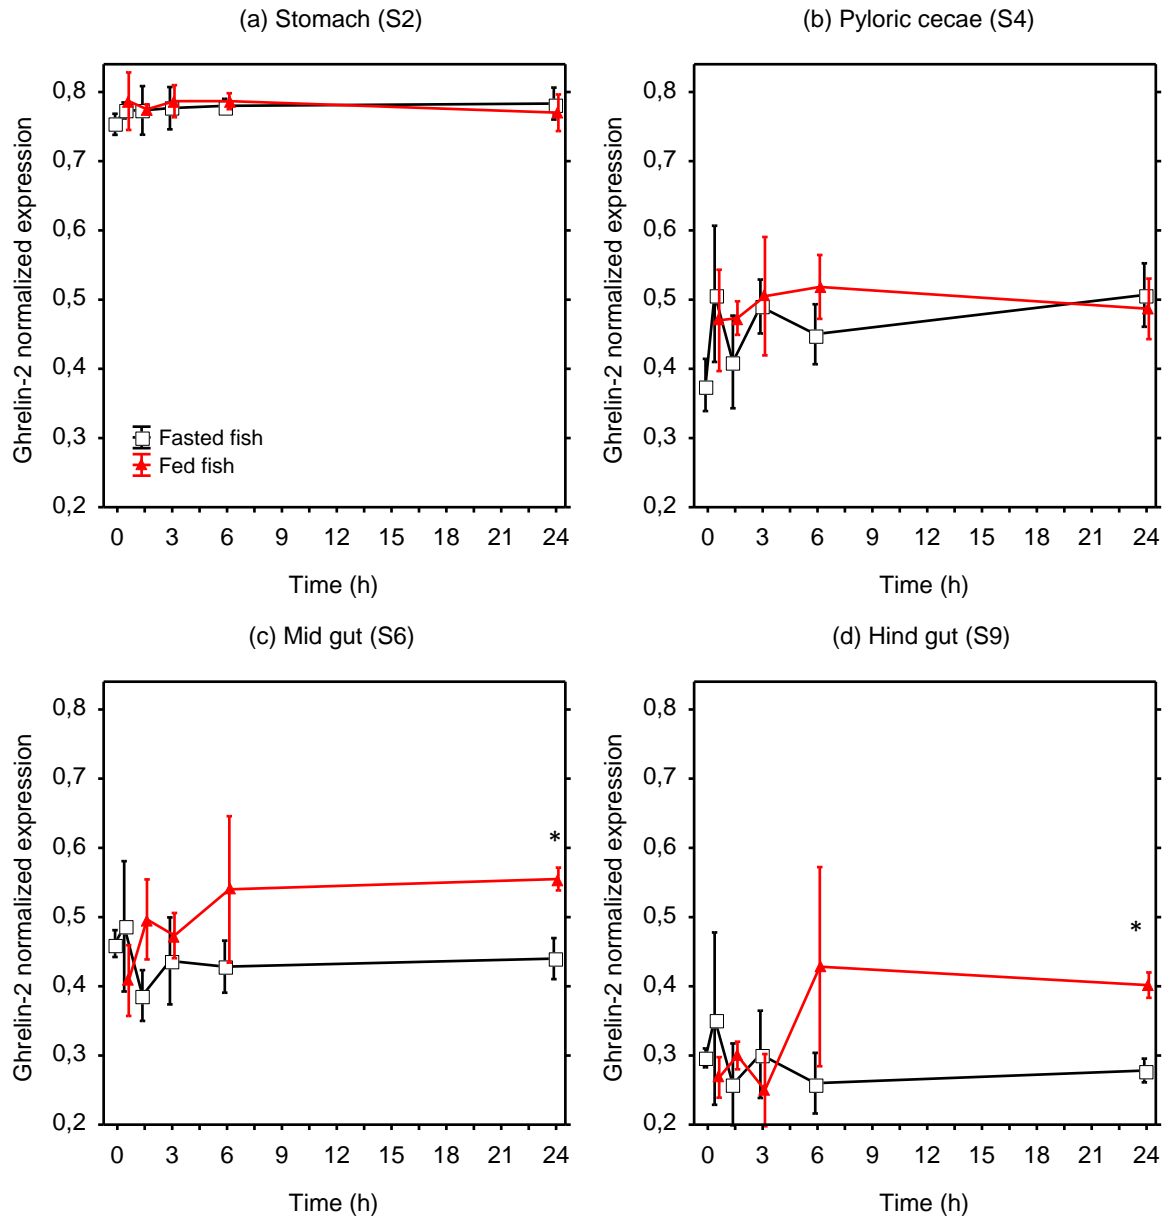 (a) Stomach (S2)
Ghrelin-2 normalized expression
0,8
0,7
0,6
0,5
0,4
0,3
0,2
Fasted fish
Fed fish
0 3 6 9 12 15 18 21 24
Time (h)
(b) Pyloric cecae (S4)
Ghrelin-2 normalized expression
0,8
0,7
0,6
0,5
0,4
0,3
0,2
0 3 6 9 12 15 18 21 24
Time (h)
(c) Mid gut (S6)
Ghrelin-2 normalized expression
0,8
0,7
0,6
0,5
0,4
0,3
0,2
*
0 3 6 9 12 15 18 21 24
Time (h)
(d) Hind gut (S9)
Ghrelin-2 normalized expression
0,8
0,7
0,6
0,5
0,4
0,3
0,2
*
0 3 6 9 12 15 18 21 24
Time (h)